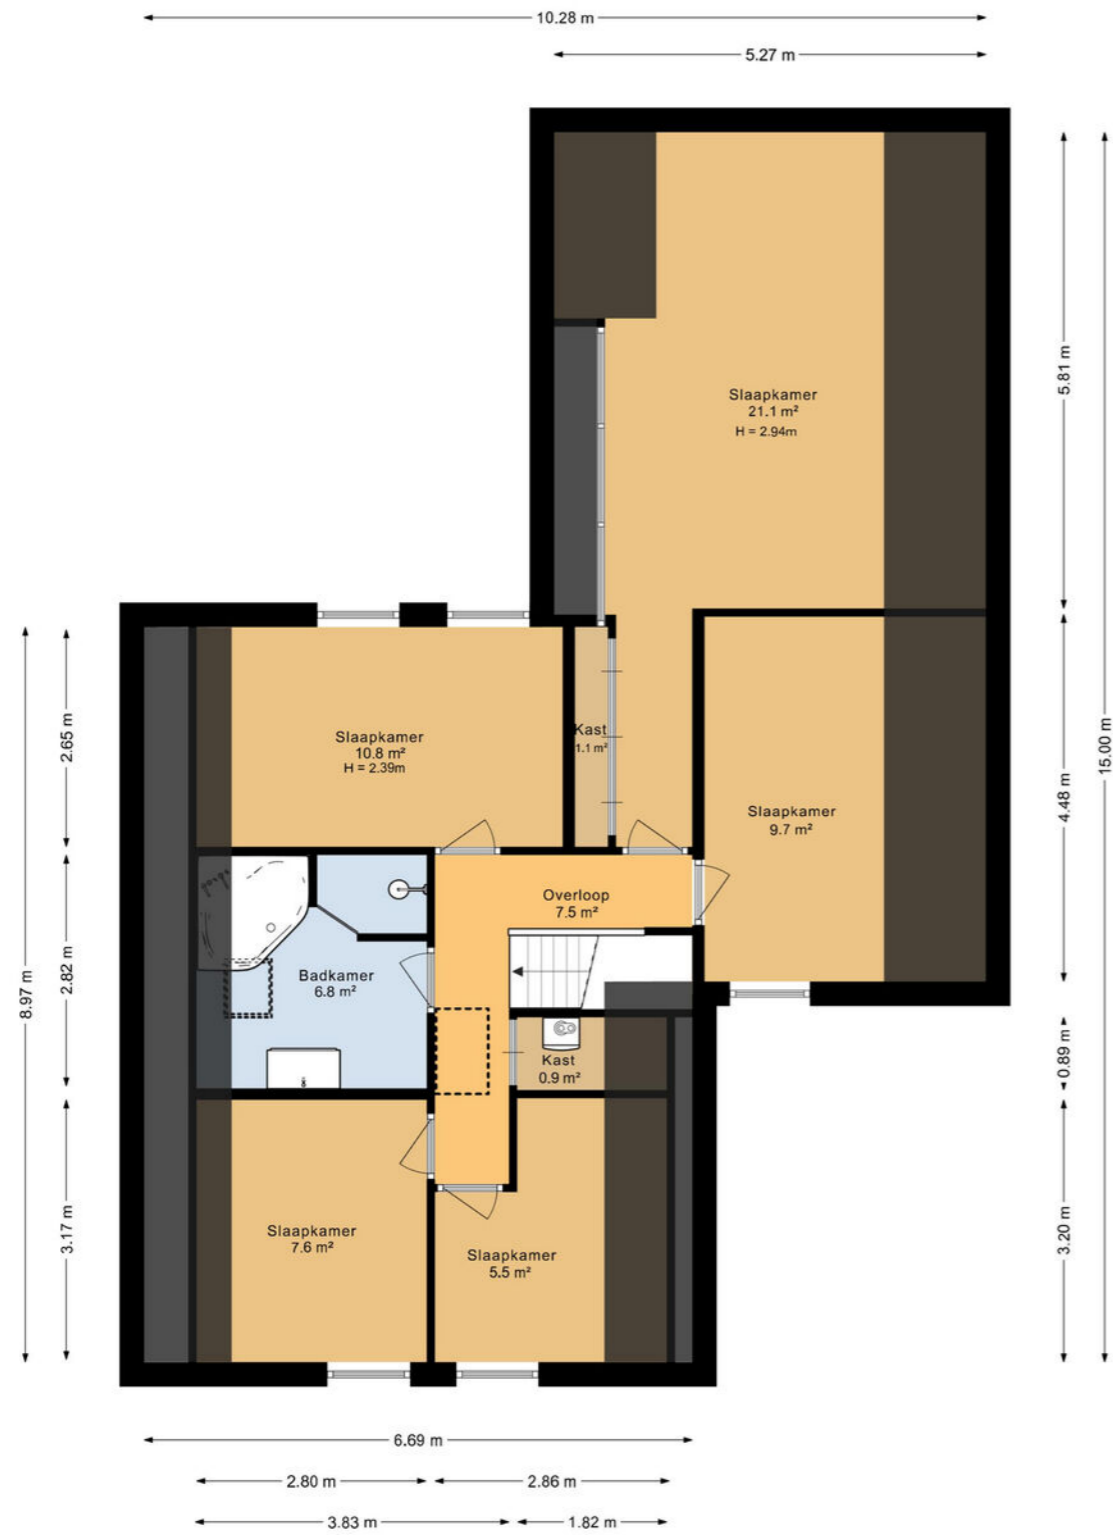 10.28 m
5.27 m
5.81 m
15.00 m
Slaapkamer
21.1 m²
H = 2.94m
2.65 m
8.97 m
Slaapkamer
10.8 m²
H = 2.39m
Kast
1.1 m²
Slaapkamer
9.7 m²
4.48 m
Overloop
7.5 m²
2.82 m
Badkamer
6.8 m²
Kast
0.9 m²
0.89 m
3.17 m
Slaapkamer
7.6 m²
Slaapkamer
5.5 m²
3.20 m
6.69 m
2.80 m
2.86 m
3.83 m
1.82 m